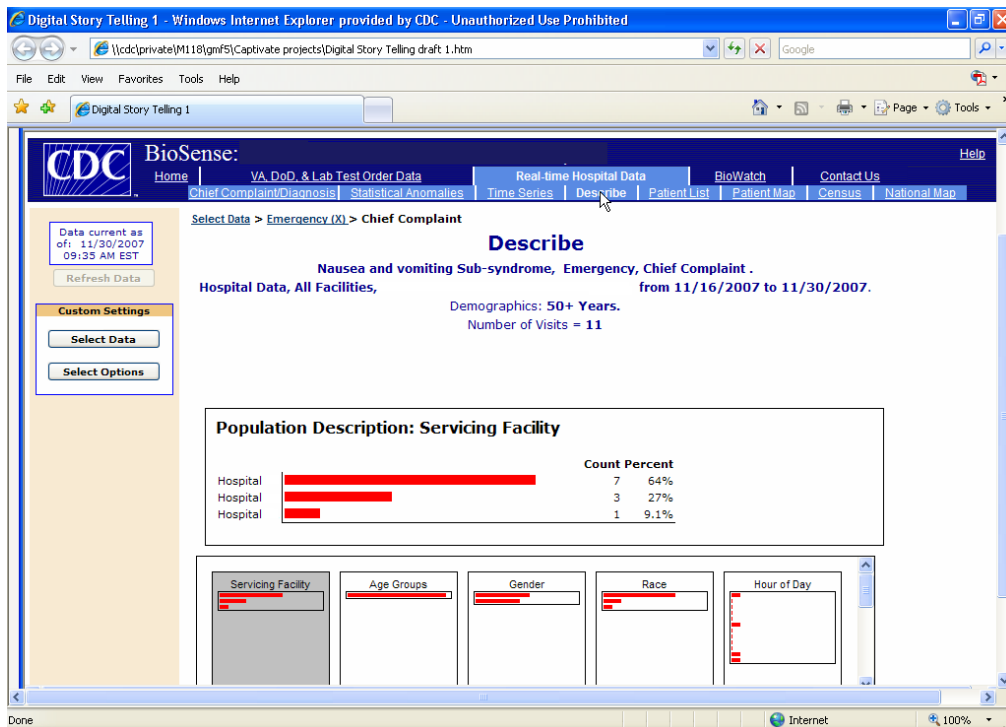 Digital Story Telling 1 - Windows Internet Explorer provided by CDC - Unauthorized Use Prohibited
\\cdc\private\M118\gmf5\Captivate projects\Digital Story Telling draft 1.htm
Google
File Edit View Favorites Tools Help
Digital Story Telling 1
Page Tools
CDC
BioSense:
Help
Home VA, DoD, & Lab Test Order Data Real-time Hospital Data BioWatch Contact Us
Chief Complaint/Diagnosis Statistical Anomalies Time Series Describe Patient List Patient Map Census National Map
Data current as
of: 11/30/2007
09:35 AM EST
Refresh Data
Custom Settings
Select Data
Select Options
Select Data > Emergency (X) > Chief Complaint
Describe
Nausea and vomiting Sub-syndrome, Emergency, Chief Complaint .
Hospital Data, All Facilities, from 11/16/2007 to 11/30/2007.
Demographics: 50+ Years.
Number of Visits = 11
Population Description: Servicing Facility
Count Percent
Hospital 7 64%
Hospital 3 27%
Hospital 1 9.1%
Servicing Facility Age Groups Gender Race Hour of Day
Done Internet 100%